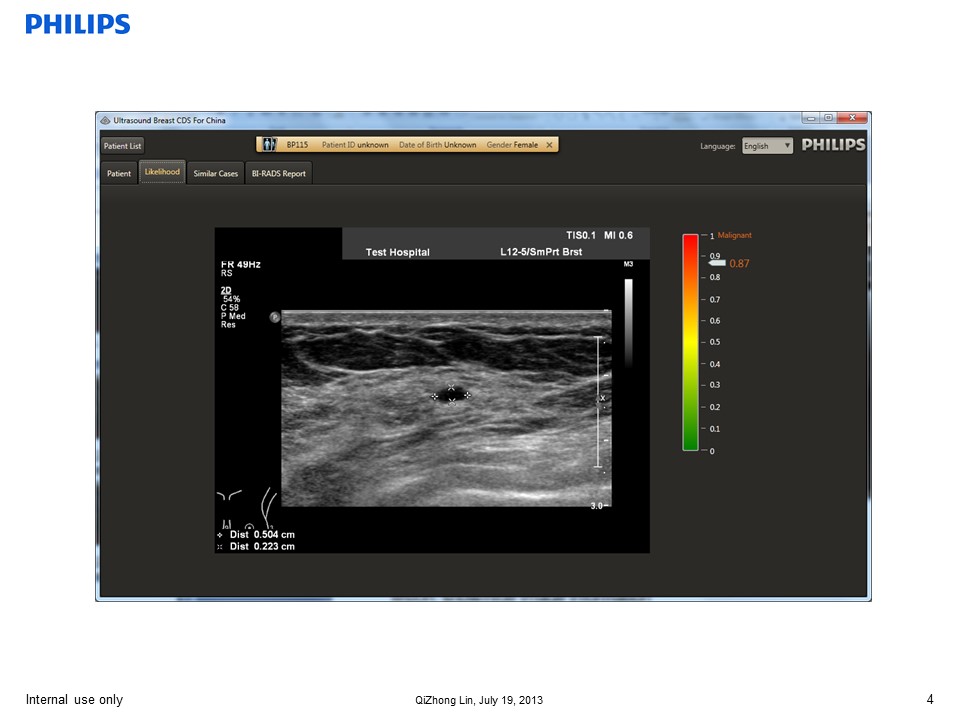 PHILIPS
Ultrasound Breast CDS For China
Patient List
BP115 Patient ID unknown Date of Birth Unknown Gender Female
Language: English
PHILIPS
Patient
Likelihood
Similar Cases
BI-RADS Report
TIS0.1 MI 0.6
Test Hospital
L12-5/SmPrt Brst
FR 49Hz
RS
M3
2D
54%
C 58
P Med
Res
P
X
3.0
Dist 0.504 cm
Dist 0.223 cm
1 Malignant
0.9
0.87
0.8
0.7
0.6
0.5
0.4
0.3
0.2
0.1
0
Internal use only
QiZhong Lin, July 19, 2013
4